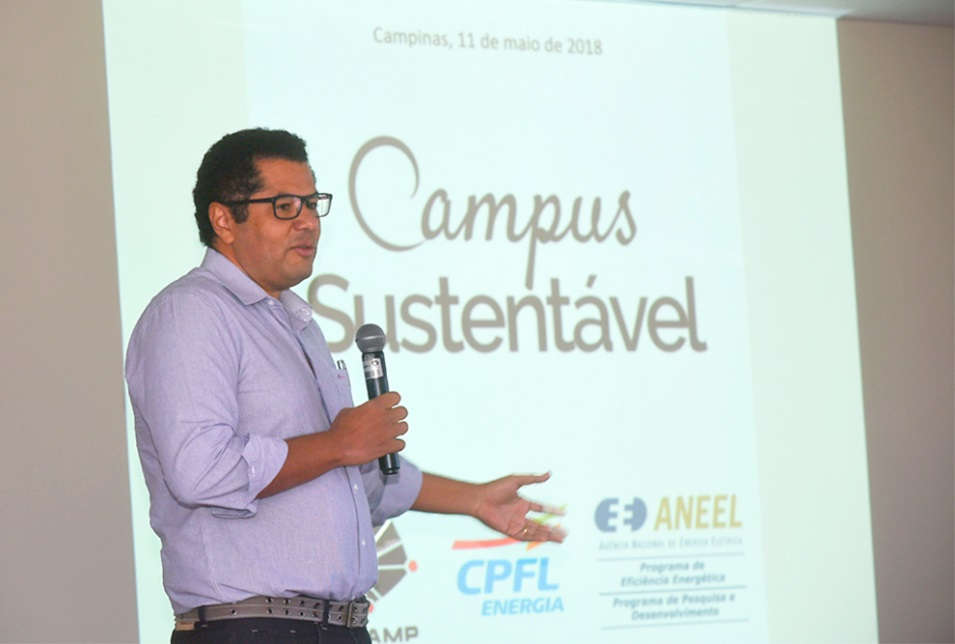 Campinas, 11 de maio de 2018
Campus
Sustentável
AMP
CPFL
ENERGIA
ANEEL
AGÊNCIA NACIONAL DE ENERGIA ELÉTRICA
Programa de
Eficiência Energética
Programa de Pesquisa e
Desenvolvimento